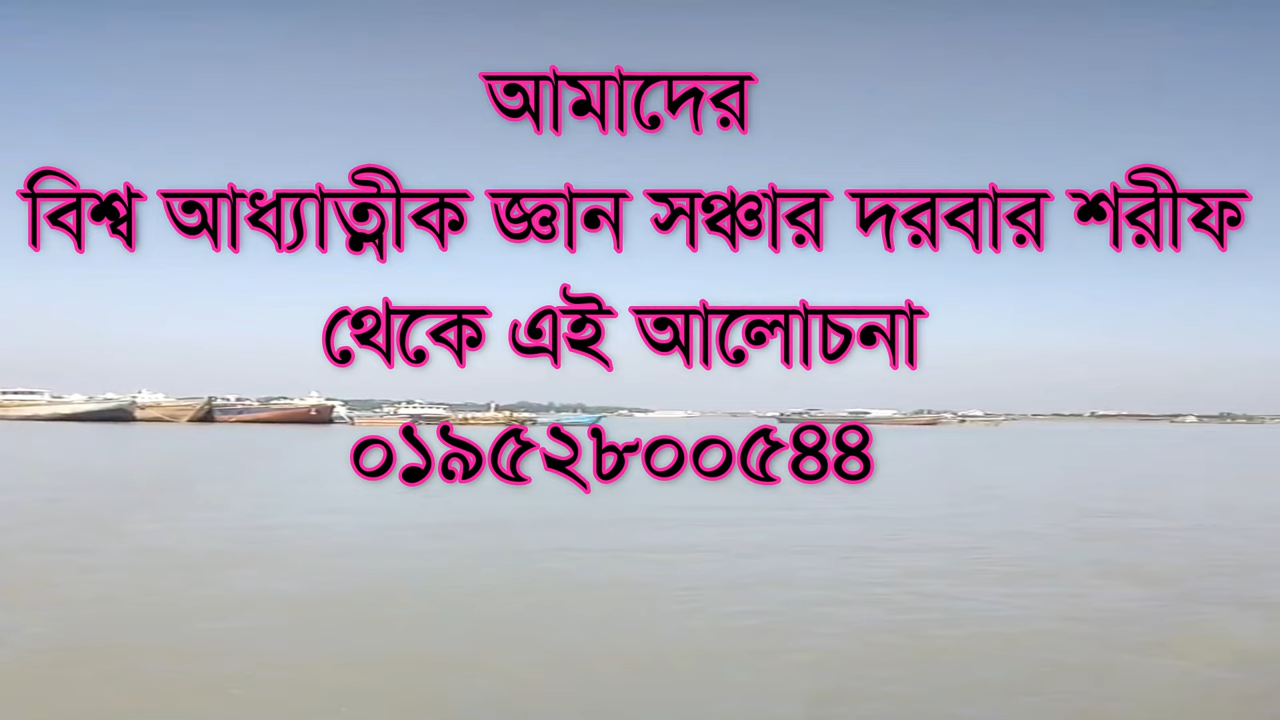 আমাদের
বিশ্ব আধ্যাত্নীক জ্ঞান সঞ্চার দরবার শরীফ
থেকে এই আলোচনা
০১৯৫২৮০০৫৪৪